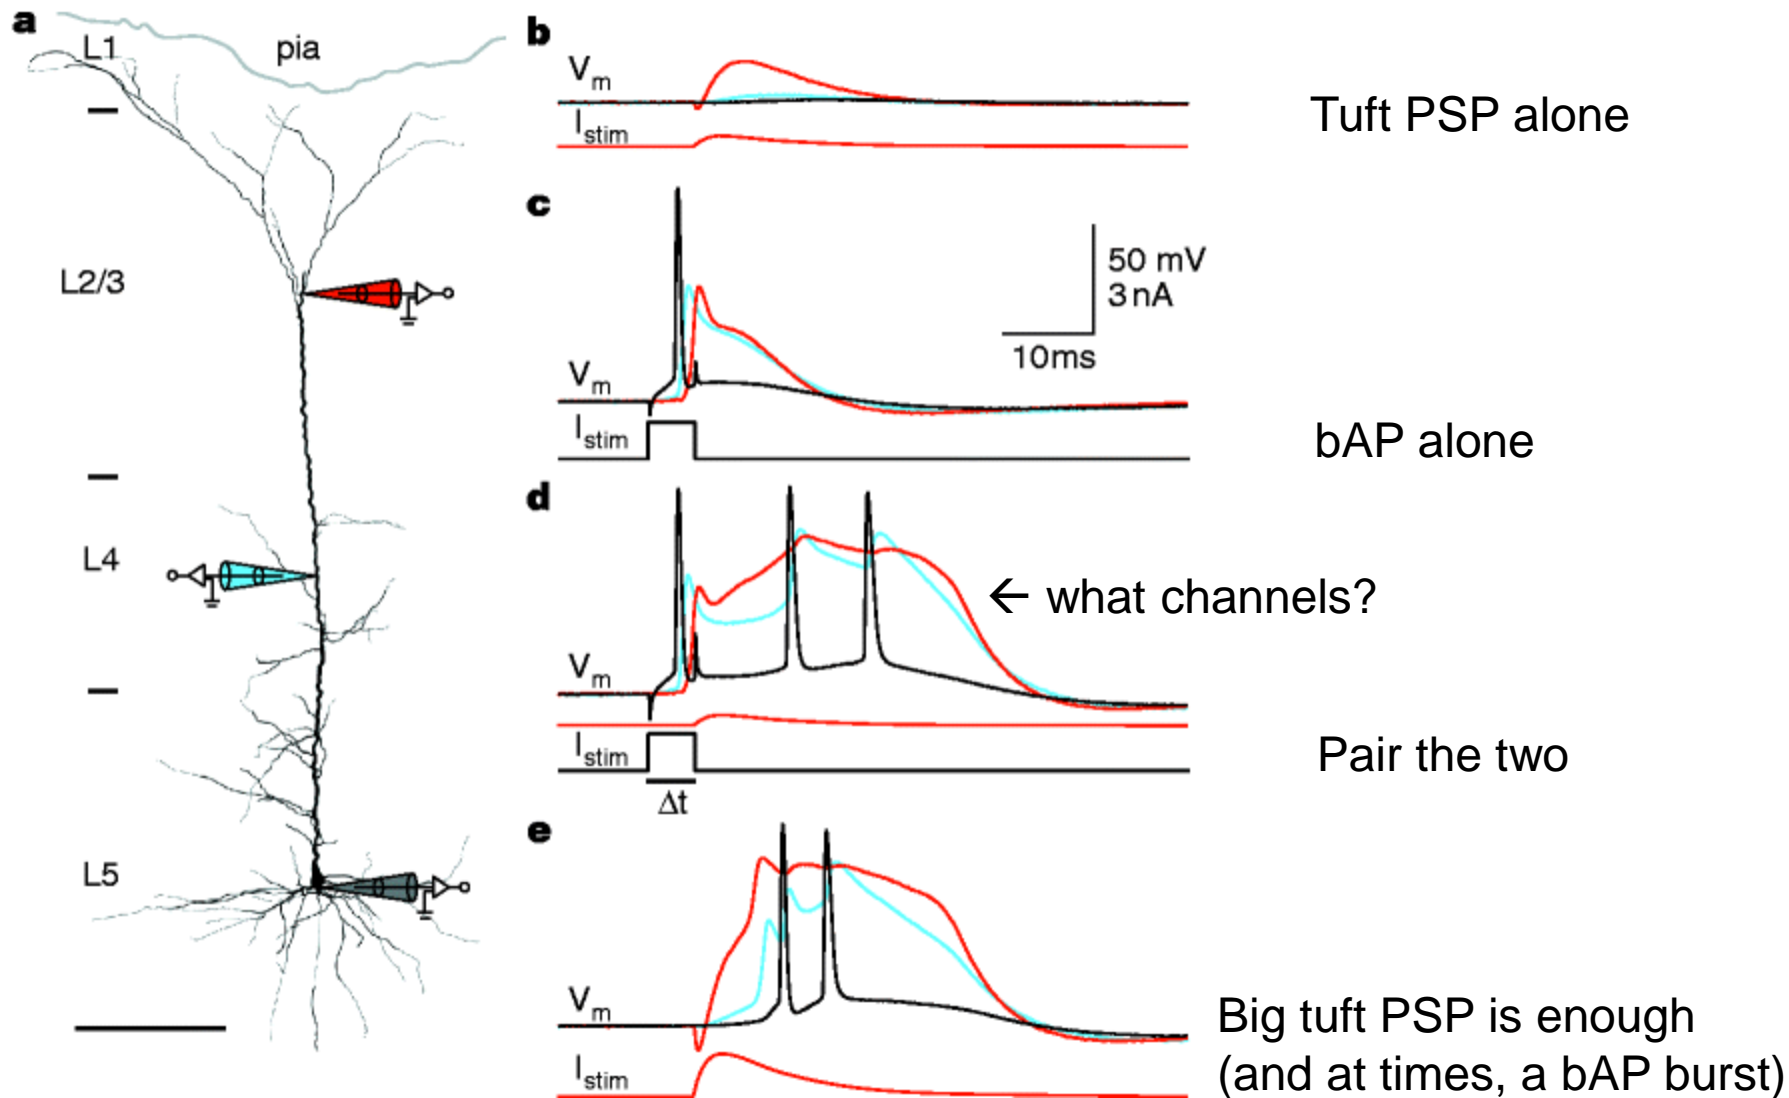 a
L1
pia
L2/3
L4
L5
b
Vm
Istim
Tuft PSP alone
c
50 mV
3 nA
10ms
Vm
Istim
bAP alone
d
← what channels?
Vm
Istim
Δt
Pair the two
e
Vm
Istim
Big tuft PSP is enough
(and at times, a bAP burst)